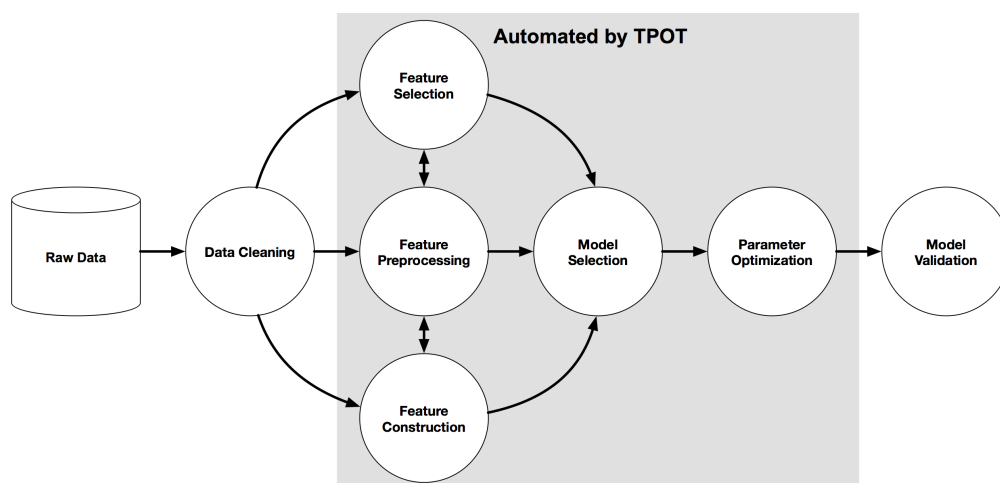 Automated by TPOT
Feature
Selection
Raw Data
Data Cleaning
Feature
Preprocessing
Model
Selection
Parameter
Optimization
Model
Validation
Feature
Construction